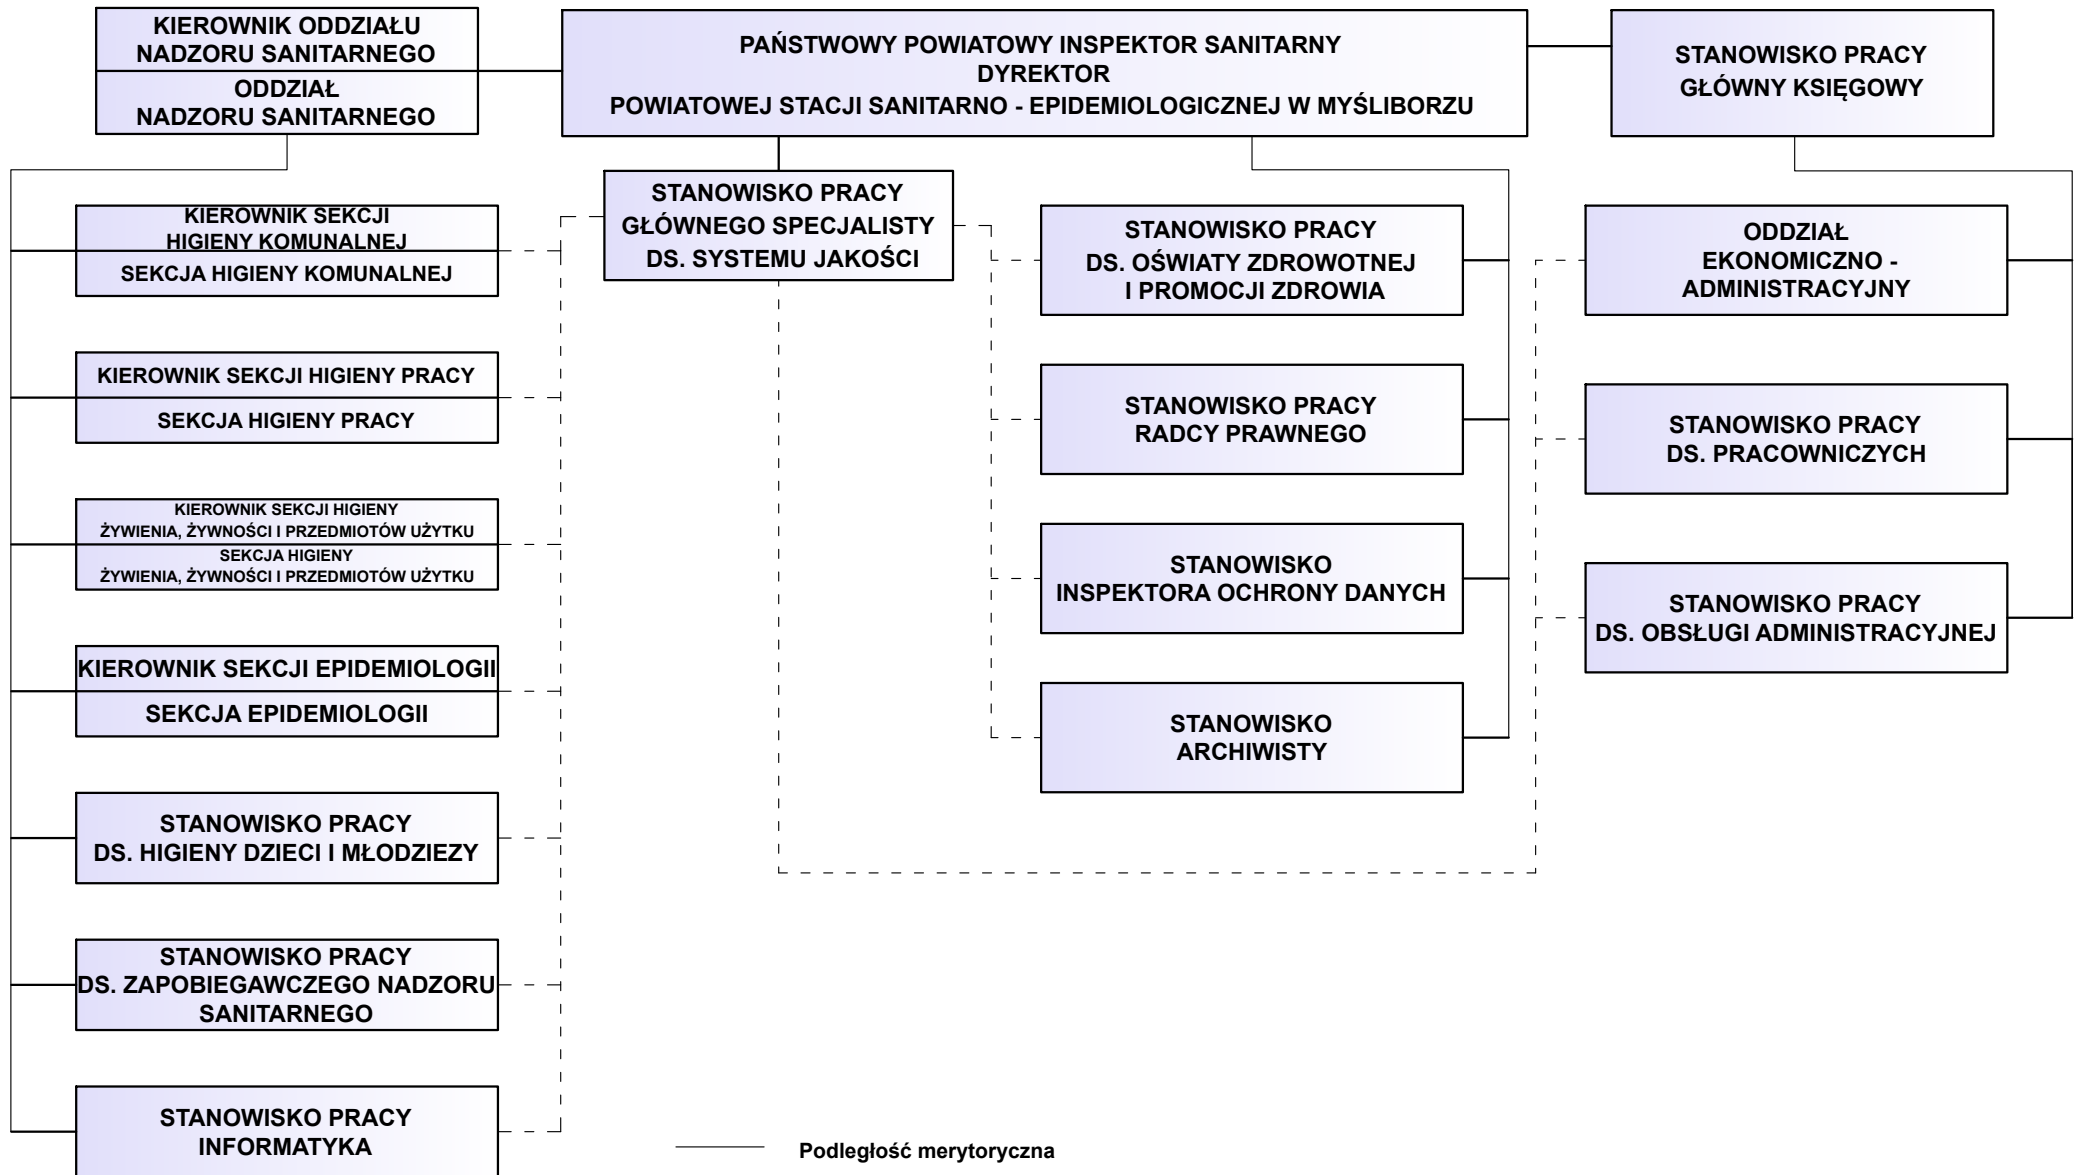 KIEROWNIK ODDZIAŁU
NADZORU SANITARNEGO
ODDZIAŁ
NADZORU SANITARNEGO
PAŃSTWOWY POWIATOWY INSPEKTOR SANITARNY
DYREKTOR
POWIATOWEJ STACJI SANITARNO - EPIDEMIOLOGICZNEJ W MYŚLIBORZU
STANOWISKO PRACY
GŁÓWNY KSIĘGOWY
KIEROWNIK SEKCJI
HIGIENY KOMUNALNEJ
SEKCJA HIGIENY KOMUNALNEJ
KIEROWNIK SEKCJI HIGIENY PRACY
SEKCJA HIGIENY PRACY
KIEROWNIK SEKCJI HIGIENY
ŻYWIENIA, ŻYWNOŚCI I PRZEDMIOTÓW UŻYTKU
SEKCJA HIGIENY
ŻYWIENIA, ŻYWNOŚCI I PRZEDMIOTÓW UŻYTKU
KIEROWNIK SEKCJI EPIDEMIOLOGII
SEKCJA EPIDEMIOLOGII
STANOWISKO PRACY
DS. HIGIENY DZIECI I MŁODZIEZY
STANOWISKO PRACY
DS. ZAPOBIEGAWCZEGO NADZORU
SANITARNEGO
STANOWISKO PRACY
INFORMATYKA
STANOWISKO PRACY
GŁÓWNEGO SPECJALISTY
DS. SYSTEMU JAKOŚCI
STANOWISKO PRACY
DS. OŚWIATY ZDROWOTNEJ
I PROMOCJI ZDROWIA
STANOWISKO PRACY
RADCY PRAWNEGO
STANOWISKO
INSPEKTORA OCHRONY DANYCH
STANOWISKO
ARCHIWISTY
ODDZIAŁ
EKONOMICZNO -
ADMINISTRACYJNY
STANOWISKO PRACY
DS. PRACOWNICZYCH
STANOWISKO PRACY
DS. OBSŁUGI ADMINISTRACYJNEJ
Podległość merytoryczna